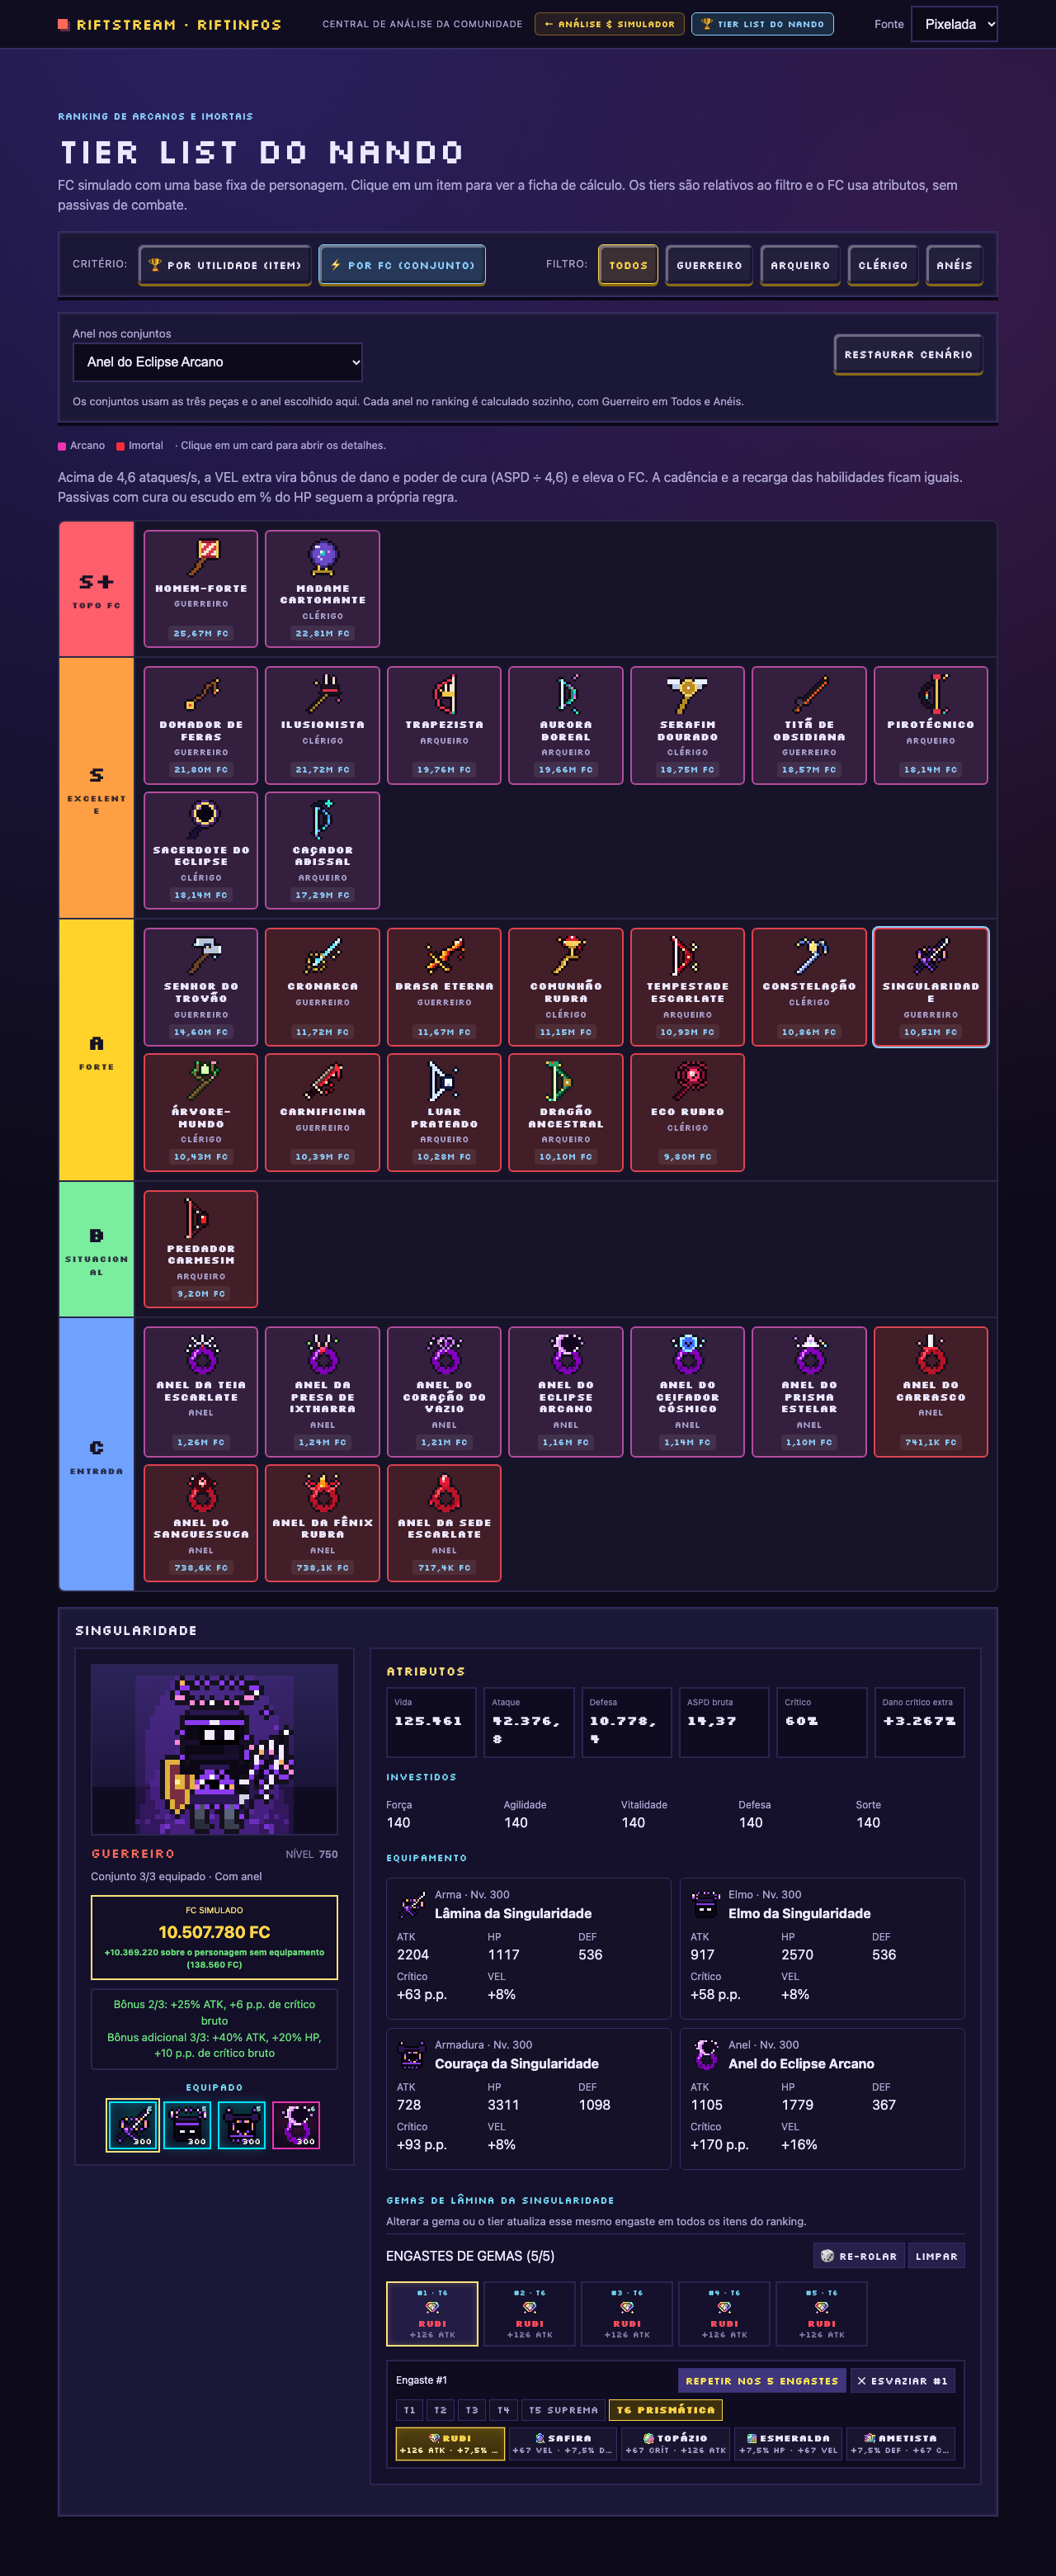 RIFTSTREAM · RIFTINFOS
CENTRAL DE ANÁLISE DA COMUNIDADE
← ANÁLISE & SIMULADOR
TIER LIST DO NANDO
Fonte
Pixelada
RANKING DE ARCANOS E IMORTAIS
TIER LIST DO NANDO
FC simulado com uma base fixa de personagem. Clique em um item para ver a ficha de cálculo. Os tiers são relativos ao filtro e o FC usa atributos, sem
passivas de combate.
CRITÉRIO:
POR UTILIDADE (ITEM)
POR FC (CONJUNTO)
FILTRO:
TODOS
GUERREIRO
ARQUEIRO
CLÉRIGO
ANÉIS
Anel nos conjuntos
Anel do Eclipse Arcano
RESTAURAR CENÁRIO
Os conjuntos usam as três peças e o anel escolhido aqui. Cada anel no ranking é calculado sozinho, com Guerreiro em Todos e Anéis.
Arcano
Imortal
· Clique em um card para abrir os detalhes.
Acima de 4,6 ataques/s, a VEL extra vira bônus de dano e poder de cura (ASPD ÷ 4,6) e eleva o FC. A cadência e a recarga das habilidades ficam iguais.
Passivas com cura ou escudo em % do HP seguem a própria regra.
S+
TOPO FC
HOMEM-FORTE
GUERREIRO
25,67M FC
MADAME
CARTOMANTE
CLÉRIGO
22,81M FC
S
EXCELENT
E
DOMADOR DE
FERAS
GUERREIRO
21,80M FC
ILUSIONISTA
CLÉRIGO
21,72M FC
TRAPEZISTA
ARQUEIRO
19,76M FC
AURORA
BOREAL
ARQUEIRO
19,66M FC
SERAFIM
DOURADO
CLÉRIGO
18,75M FC
TITÃ DE
OBSIDIANA
GUERREIRO
18,57M FC
PIROTÉCNICO
ARQUEIRO
18,14M FC
SACERDOTE DO
ECLIPSE
CLÉRIGO
18,14M FC
CAÇADOR
ABISSAL
ARQUEIRO
17,29M FC
A
FORTE
SENHOR DO
TROVÃO
GUERREIRO
14,60M FC
CRONARCA
GUERREIRO
11,72M FC
BRASA ETERNA
GUERREIRO
11,67M FC
COMUNHÃO
RUBRA
CLÉRIGO
11,15M FC
TEMPESTADE
ESCARLATE
ARQUEIRO
10,93M FC
CONSTELAÇÃO
CLÉRIGO
10,86M FC
SINGULARIDAD
E
GUERREIRO
10,51M FC
ÁRVORE-
MUNDO
CLÉRIGO
10,43M FC
CARNIFICINA
GUERREIRO
10,39M FC
LUAR
PRATEADO
ARQUEIRO
10,28M FC
DRAGÃO
ANCESTRAL
ARQUEIRO
10,10M FC
ECO RUBRO
CLÉRIGO
9,80M FC
B
SITUACION
AL
PREDADOR
CARMESIM
ARQUEIRO
9,20M FC
C
ENTRADA
ANEL DA TEIA
ESCARLATE
ANEL
1,26M FC
ANEL DA
PRESA DE
IXTHARRA
ANEL
1,24M FC
ANEL DO
CORAÇÃO DO
VAZIO
ANEL
1,21M FC
ANEL DO
ECLIPSE
ARCANO
ANEL
1,16M FC
ANEL DO
CEIFADOR
CÓSMICO
ANEL
1,14M FC
ANEL DO
PRISMA
ESTELAR
ANEL
1,10M FC
ANEL DO
CARRASCO
ANEL
741,1K FC
ANEL DO
SANGUESSUGA
ANEL
738,6K FC
ANEL DA FÊNIX
RUBRA
ANEL
738,1K FC
ANEL DA SEDE
ESCARLATE
ANEL
717,4K FC
SINGULARIDADE
GUERREIRO
NÍVEL 750
Conjunto 3/3 equipado · Com anel
FC SIMULADO
10.507.780 FC
+10.369.220 sobre o personagem sem equipamento
(138.560 FC)
Bônus 2/3: +25% ATK, +6 p.p. de crítico
bruto
Bônus adicional 3/3: +40% ATK, +20% HP,
+10 p.p. de crítico bruto
EQUIPADO
300
300
300
300
ATRIBUTOS
Vida
125.461
Ataque
42.376,
8
Defesa
10.778,
4
ASPD bruta
14,37
Crítico
60%
Dano crítico extra
+3.267%
INVESTIDOS
Força
140
Agilidade
140
Vitalidade
140
Defesa
140
Sorte
140
EQUIPAMENTO
Arma · Nv. 300
Lâmina da Singularidade
ATK
2204
HP
1117
DEF
536
Crítico
+63 p.p.
VEL
+8%
Elmo · Nv. 300
Elmo da Singularidade
ATK
917
HP
2570
DEF
536
Crítico
+58 p.p.
VEL
+8%
Armadura · Nv. 300
Couraça da Singularidade
ATK
728
HP
3311
DEF
1098
Crítico
+93 p.p.
VEL
+8%
Anel · Nv. 300
Anel do Eclipse Arcano
ATK
1105
HP
1779
DEF
367
Crítico
+170 p.p.
VEL
+16%
GEMAS DE LÂMINA DA SINGULARIDADE
Alterar a gema ou o tier atualiza esse mesmo engaste em todos os itens do ranking.
ENGASTES DE GEMAS (5/5)
RE-ROLAR
LIMPAR
#1 · T6
RUBI
+126 ATK
#2 · T6
RUBI
+126 ATK
#3 · T6
RUBI
+126 ATK
#4 · T6
RUBI
+126 ATK
#5 · T6
RUBI
+126 ATK
Engaste #1
REPETIR NOS 5 ENGASTES
✕ ESVAZIAR #1
T1
T2
T3
T4
T5 SUPREMA
T6 PRISMÁTICA
RUBI
+126 ATK · +7,5% …
SAFIRA
+67 VEL · +7,5% D…
TOPÁZIO
+67 CRÍT · +126 ATK
ESMERALDA
+7,5% HP · +67 VEL
AMETISTA
+7,5% DEF · +67 C…